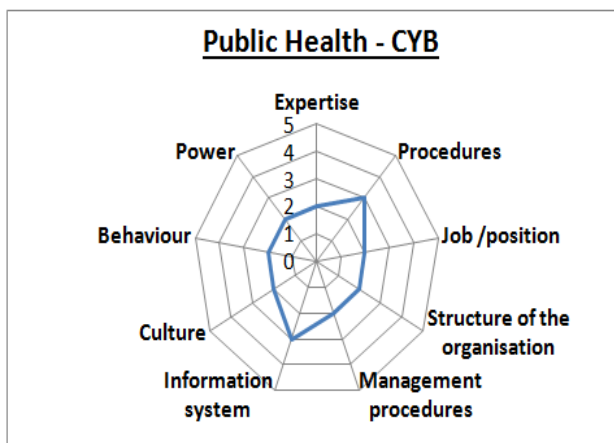 Public Health - CYB
Expertise
5
Power
4
Procedures
3
2
Behaviour
1
Job /position
0
Culture
Structure of the
organisation
Information
system
Management
procedures